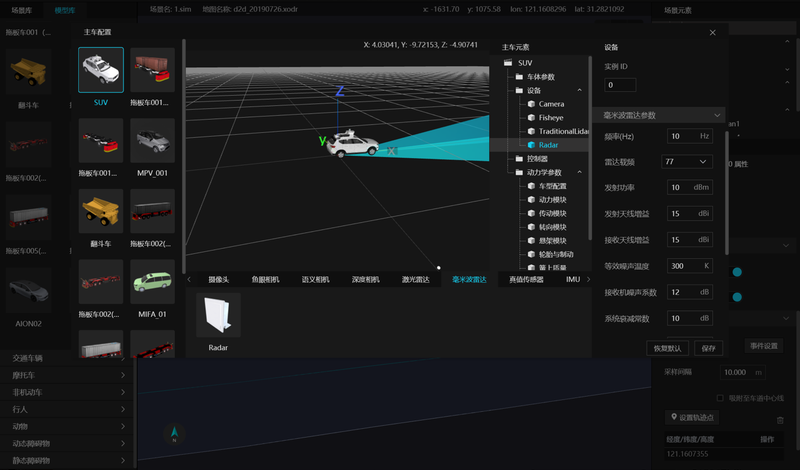 场景库 模型库 场景名: 1.sim 地图名称: d2d_20190726.xodr x: -1631.70 y: 1075.58 lon: 121.1608296 lat: 31.2821092 场景元素
拖板车001
翻斗车
拖板车002(...
拖板车005(...
AION02
交通车辆
摩托车
非机动车
行人
动物
动态障碍物
静态障碍物
主车配置
SUV
拖板车001...
拖板车001...
MPV_001
翻斗车
拖板车002(...
拖板车002(...
MIFA_01
X: 4.03041, Y: -9.72153, Z: -4.90741
Z
y
x
摄像头 鱼眼相机 语义相机 深度相机 激光雷达 毫米波雷达 真值传感器 IMU
Radar
主车元素
SUV
车体参数
设备
Camera
Fisheye
TraditionalLidar
Radar
控制器
动力学参数
车型配置
动力模块
传动模块
转向模块
悬架模块
轮胎与制动
簧上质量
设备
实例 ID
0
毫米波雷达参数
频率(Hz) 10 Hz
雷达载频 77
发射功率 10 dBm
发射天线增益 15 dBi
接收天线增益 15 dBi
等效噪声温度 300 K
接收机噪声系数 12 dB
系统衰减常数 10 dB
恢复默认 保存
an1
0 属性
事件设置
采样间隔 10.000 m
吸附至车道中心线
设置轨迹点
经度/纬度/高度 操作
121.1607355
N